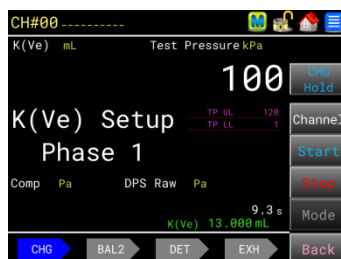 CH#00----------
M
K(Ve) mL Test Pressure kPa
100
CHG Hold
K(Ve) Setup
TP UL 120
TP LL 1
Channel
Phase 1
Start
Comp Pa DPS Raw Pa
Stop
9.3 s
K(Ve) 13.000 mL
Mode
CHG BAL2 DET EXH Back